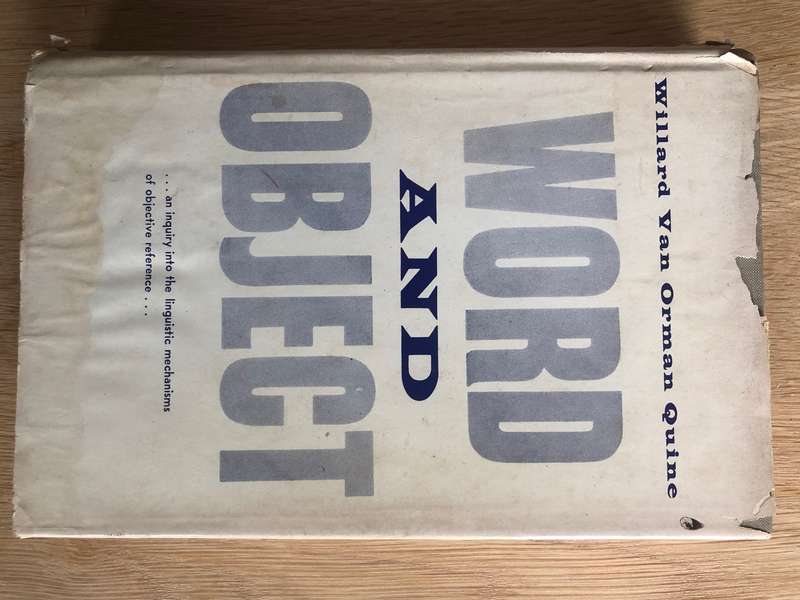 Willard Van Orman Quine
WORD
AND
OBJECT
. . . an inquiry into the linguistic mechanisms
of objective reference . . .